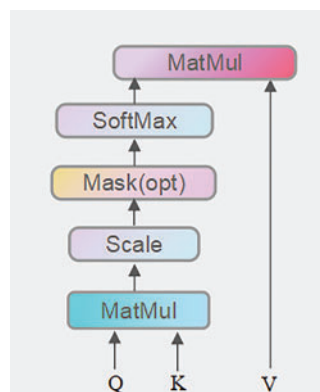 MatMul
SoftMax
Mask(opt)
Scale
MatMul
Q K V